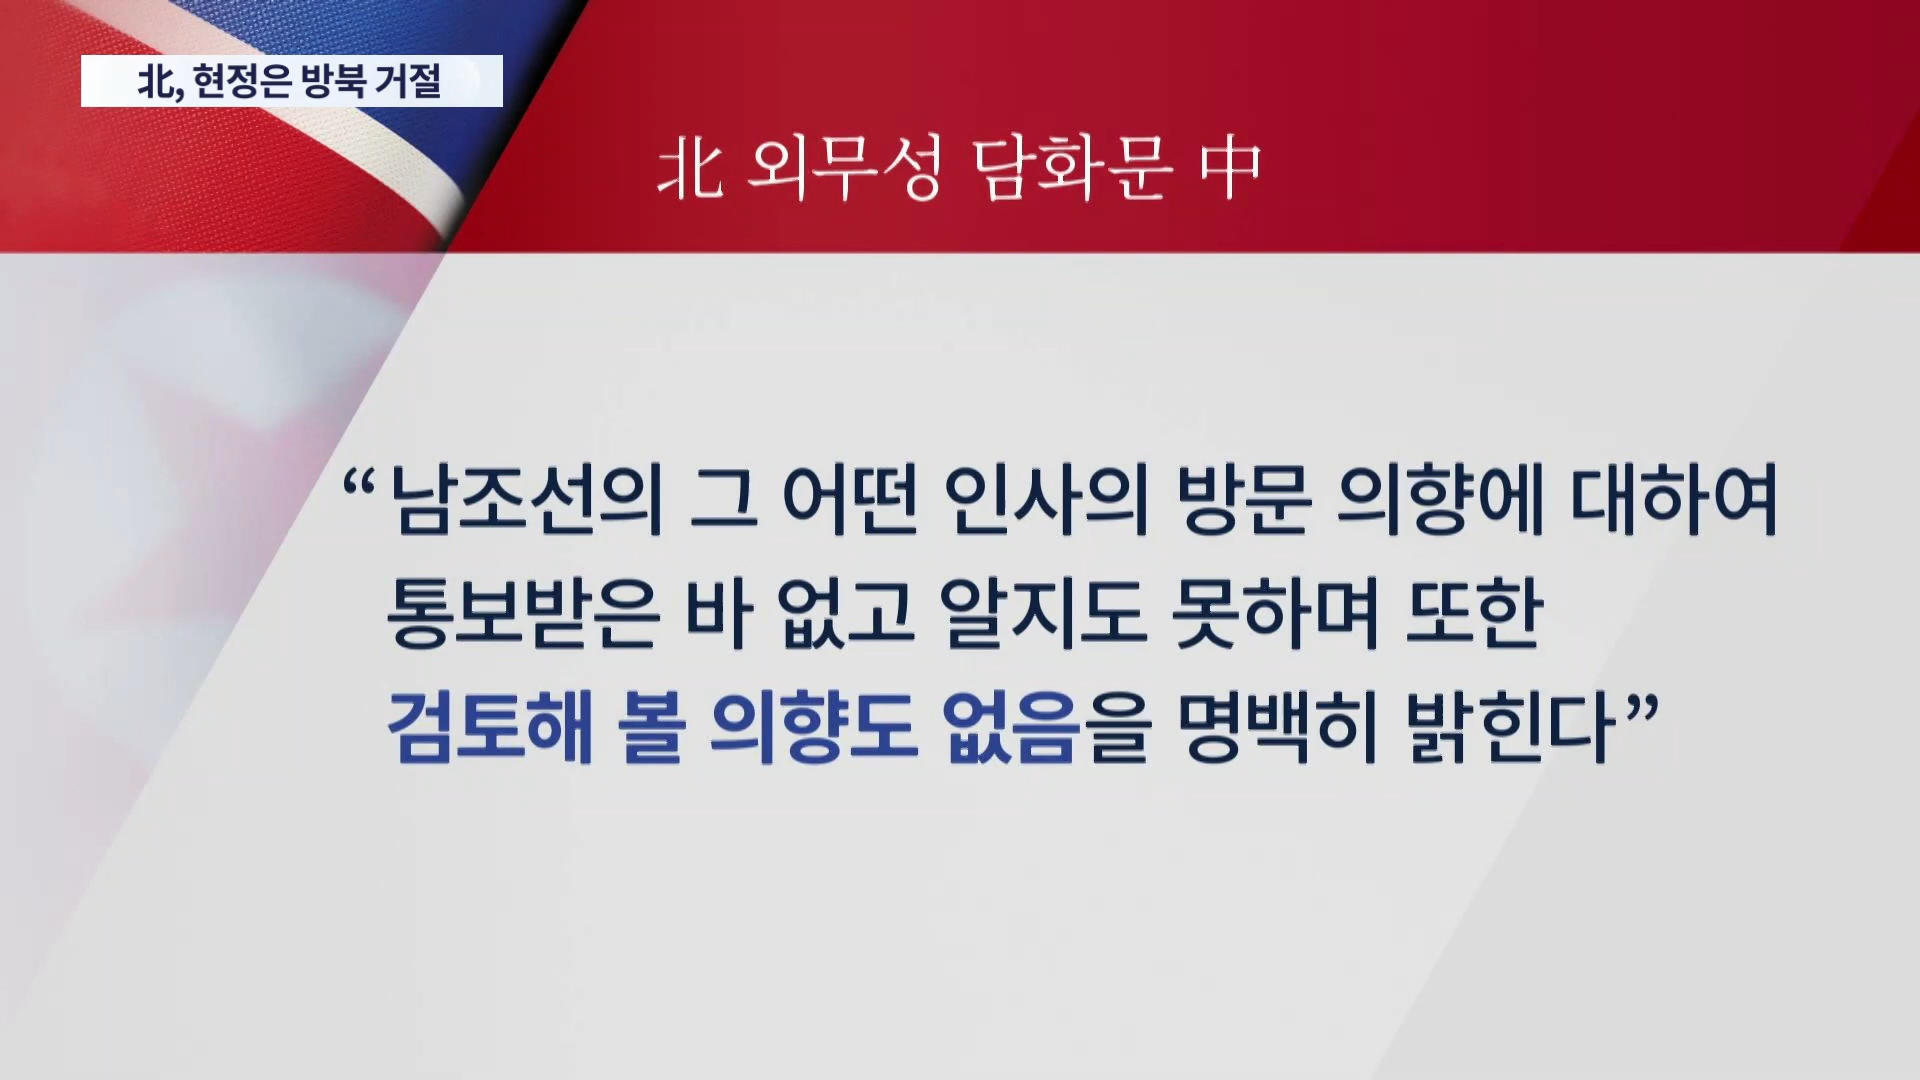 北, 현정은 방북 거절
北 외무성 담화문 中
“남조선의 그 어떤 인사의 방문 의향에 대하여
통보받은 바 없고 알지도 못하며 또한
검토해 볼 의향도 없음을 명백히 밝힌다”